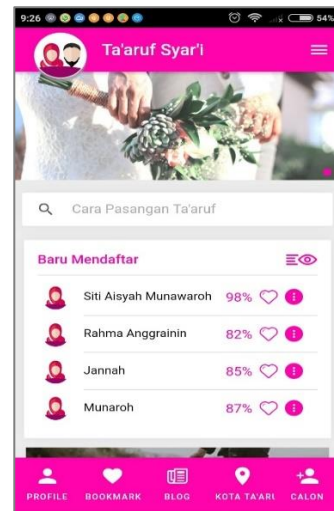 9:26
54%
Ta'aruf Syar'i
Cara Pasangan Ta'aruf
Baru Mendaftar
Siti Aisyah Munawaroh 98%
Rahma Anggrainin 82%
Jannah 85%
Munaroh 87%
PROFILE BOOKMARK BLOG KOTA TA'ARU CALON